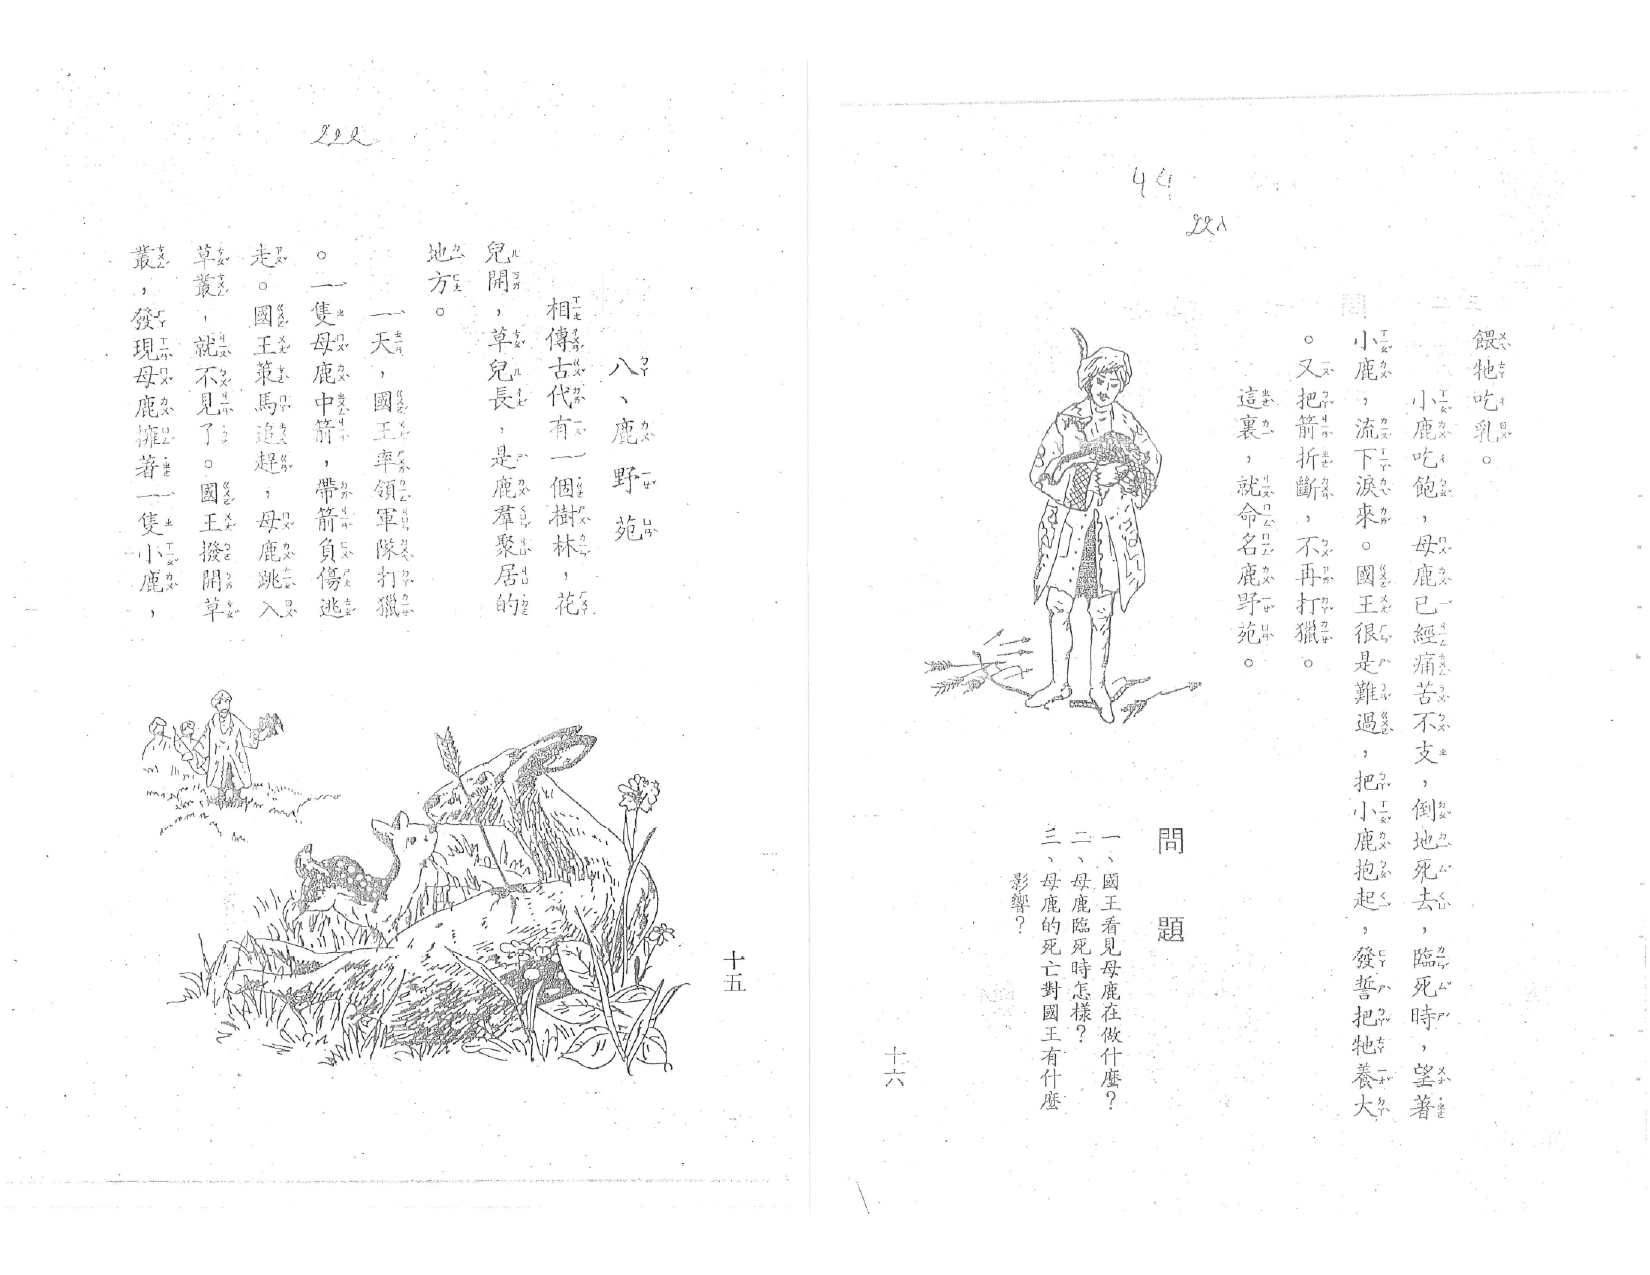 222
八、鹿野苑
相傳古代有一個樹林，花
兒開，草兒長，是鹿羣聚居的
地方。
一天，國王率領軍隊打獵
。一隻母鹿中箭，帶箭負傷逃
走。國王策馬追趕，母鹿跳入
草叢，就不見了。國王撥開草
叢，發現母鹿擁著一隻小鹿，
十五
44
餵牠吃乳。
小鹿吃飽，母鹿已經痛苦不支，倒地死去，臨死時，望著
小鹿，流下淚來。國王很是難過，把小鹿抱起，發誓把牠養大
。又把箭折斷，不再打獵。
這裏，就命名鹿野苑。
問題
一、國王看見母鹿在做什麼？
二、母鹿臨死時怎樣？
三、母鹿的死亡對國王有什麼
影響？
十六